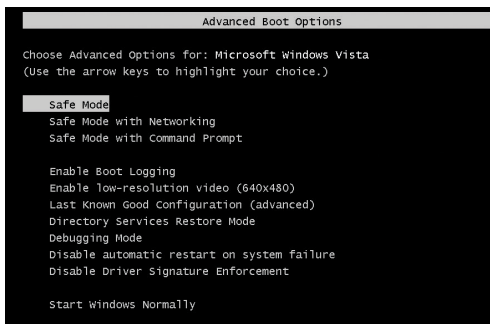 Advanced Boot Options
Choose Advanced Options for: Microsoft Windows Vista
(Use the arrow keys to highlight your choice.)
Safe Mode
Safe Mode with Networking
Safe Mode with Command Prompt
Enable Boot Logging
Enable low-resolution video (640x480)
Last Known Good Configuration (advanced)
Directory Services Restore Mode
Debugging Mode
Disable automatic restart on system failure
Disable Driver Signature Enforcement
Start Windows Normally